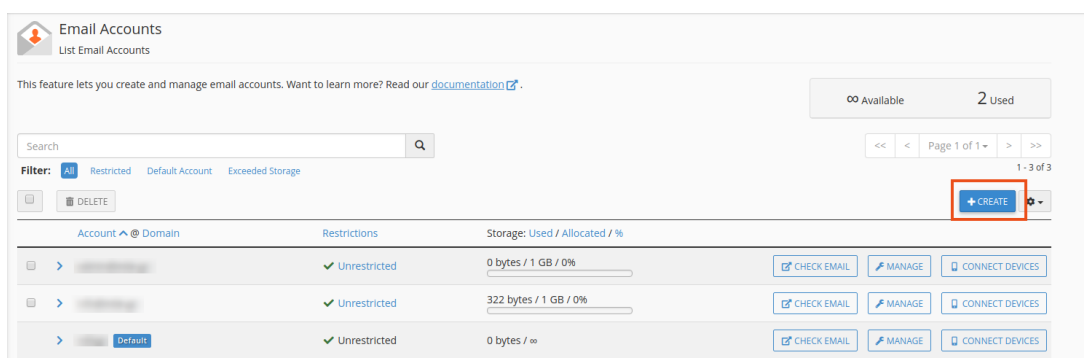 Email Accounts
List Email Accounts
This feature lets you create and manage email accounts. Want to learn more? Read our documentation.
∞ Available 2 Used
Search
<< < Page 1 of 1 > >>
Filter: All Restricted Default Account Exceeded Storage
1 - 3 of 3
DELETE
+ CREATE
Account @ Domain Restrictions Storage: Used / Allocated / %
Unrestricted 0 bytes / 1 GB / 0% CHECK EMAIL MANAGE CONNECT DEVICES
Unrestricted 322 bytes / 1 GB / 0% CHECK EMAIL MANAGE CONNECT DEVICES
Default Unrestricted 0 bytes / ∞ CHECK EMAIL MANAGE CONNECT DEVICES